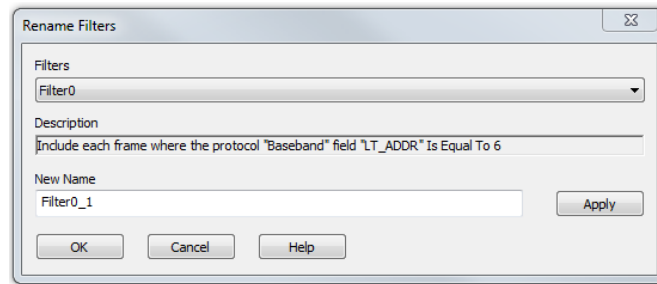 Rename Filters
Filters
Filter0
Description
Include each frame where the protocol "Baseband" field "LT_ADDR" Is Equal To 6
New Name
Filter0_1
Apply
OK
Cancel
Help